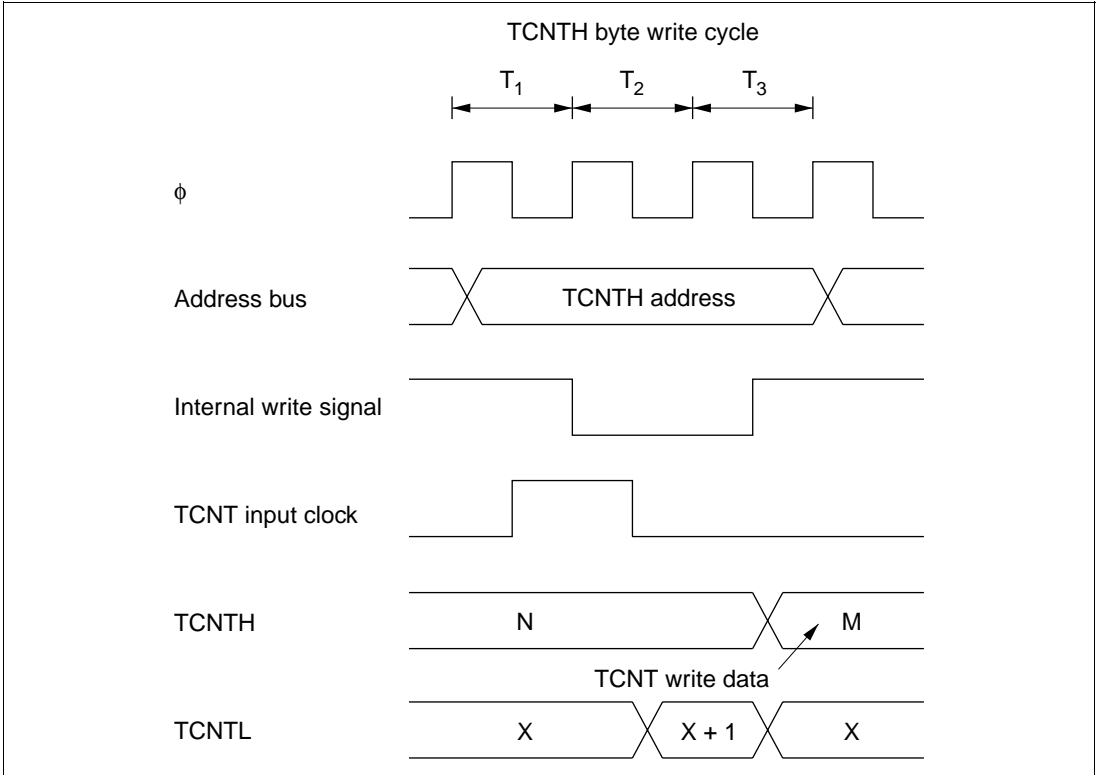 TCNTH byte write cycle
T1 T2 T3
φ
Address bus
TCNTH address
Internal write signal
TCNT input clock
TCNTH
N
M
TCNT write data
TCNTL
X
X + 1
X